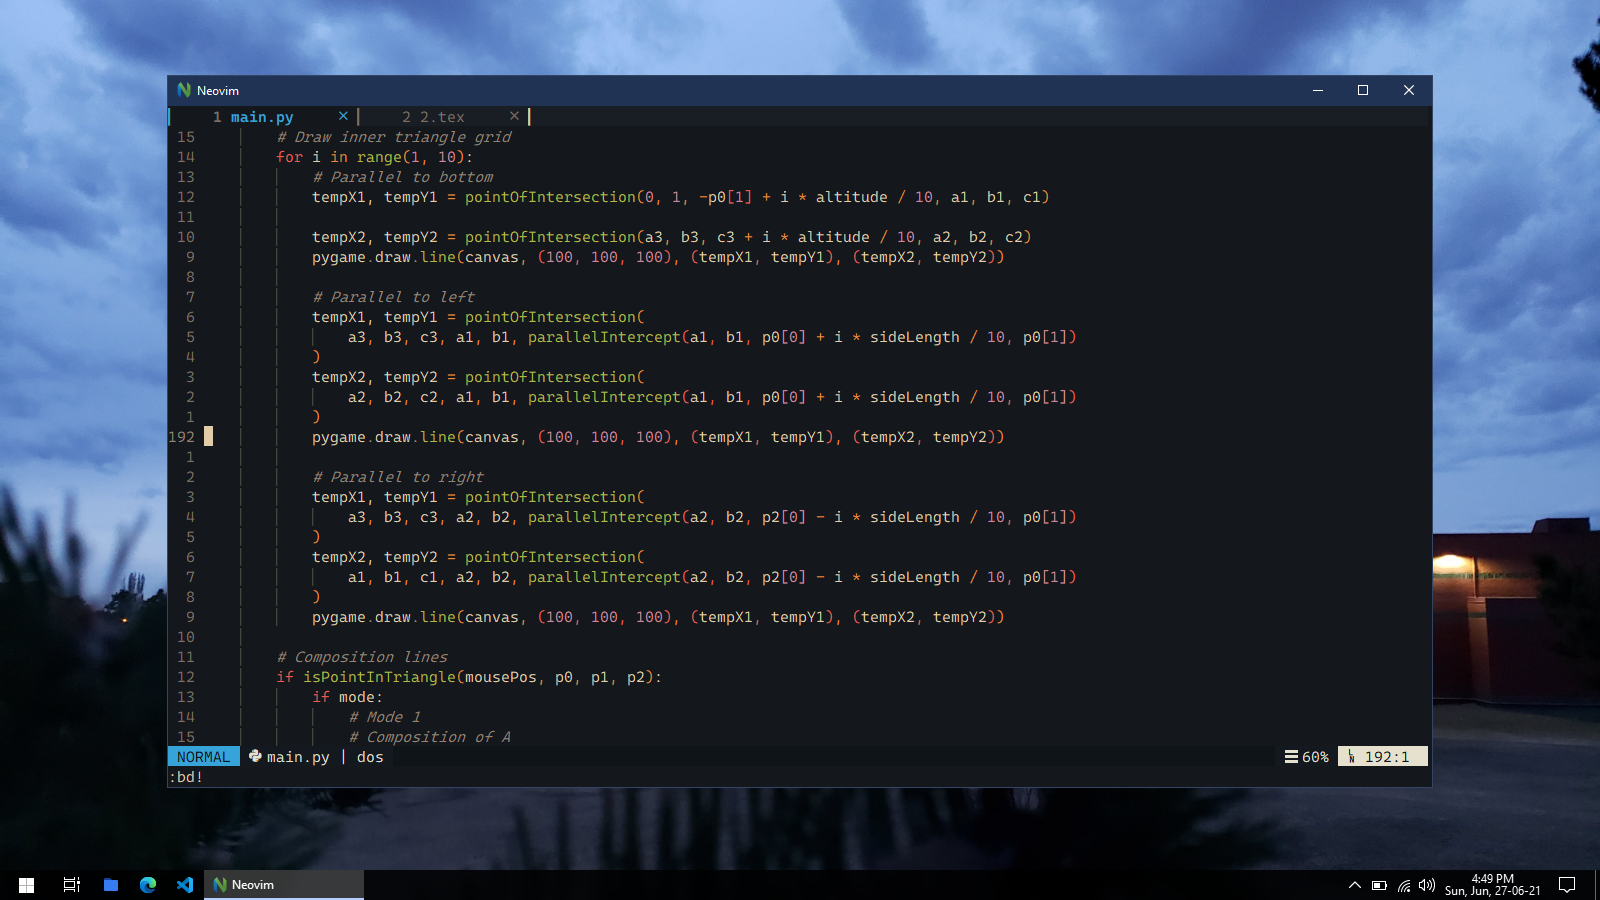 Neovim
1 main.py × 2 2.tex ×
15 # Draw inner triangle grid
14 for i in range(1, 10):
13 # Parallel to bottom
12 tempX1, tempY1 = pointOfIntersection(0, 1, -p0[1] + i * altitude / 10, a1, b1, c1)
11
10 tempX2, tempY2 = pointOfIntersection(a3, b3, c3 + i * altitude / 10, a2, b2, c2)
9 pygame.draw.line(canvas, (100, 100, 100), (tempX1, tempY1), (tempX2, tempY2))
8
7 # Parallel to left
6 tempX1, tempY1 = pointOfIntersection(
5 a3, b3, c3, a1, b1, parallelIntercept(a1, b1, p0[0] + i * sideLength / 10, p0[1])
4 )
3 tempX2, tempY2 = pointOfIntersection(
2 a2, b2, c2, a1, b1, parallelIntercept(a1, b1, p0[0] + i * sideLength / 10, p0[1])
1 )
192 pygame.draw.line(canvas, (100, 100, 100), (tempX1, tempY1), (tempX2, tempY2))
1
2 # Parallel to right
3 tempX1, tempY1 = pointOfIntersection(
4 a3, b3, c3, a2, b2, parallelIntercept(a2, b2, p2[0] - i * sideLength / 10, p0[1])
5 )
6 tempX2, tempY2 = pointOfIntersection(
7 a1, b1, c1, a2, b2, parallelIntercept(a2, b2, p2[0] - i * sideLength / 10, p0[1])
8 )
9 pygame.draw.line(canvas, (100, 100, 100), (tempX1, tempY1), (tempX2, tempY2))
10
11 # Composition lines
12 if isPointInTriangle(mousePos, p0, p1, p2):
13 if mode:
14 # Mode 1
15 # Composition of A
NORMAL main.py | dos 60% 192:1
:bd!
Neovim
4:49 PM
Sun, Jun, 27-06-21